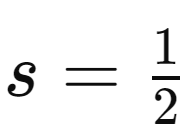 s = 1/2